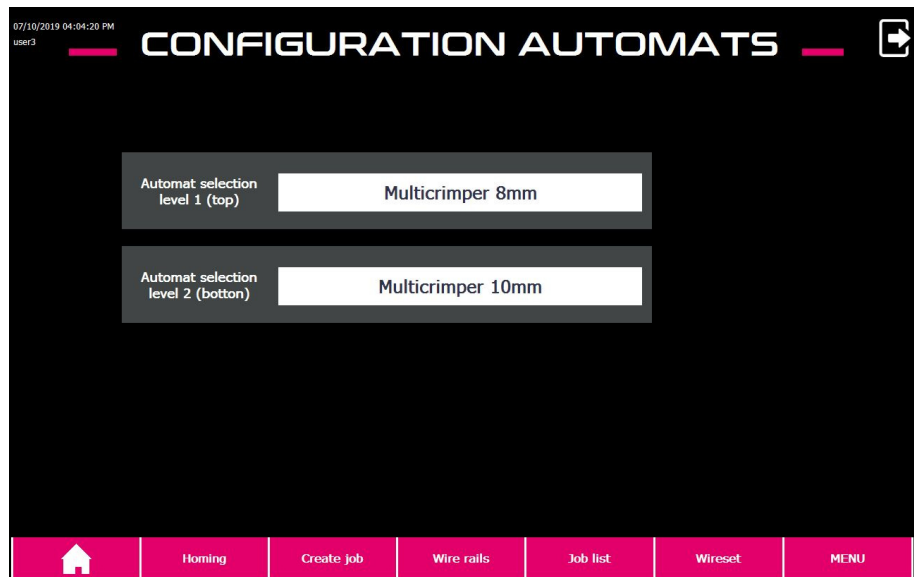 07/10/2019 04:04:20 PM
user3
CONFIGURATION AUTOMATS
Automat selection
level 1 (top)
Multicrimper 8mm
Automat selection
level 2 (botton)
Multicrimper 10mm
Homing
Create job
Wire rails
Job list
Wireset
MENU